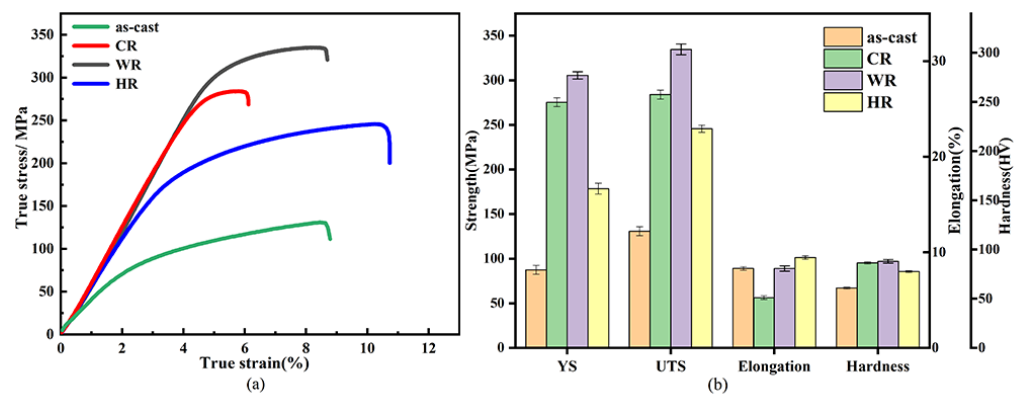 (a)
as-cast
CR
WR
HR
350
300
250
200
150
100
50
0
True stress/ MPa
0 2 4 6 8 10 12
True strain(%)
(a)
as-cast
CR
WR
HR
350
300
250
200
150
100
50
0
Strength(MPa)
YS UTS Elongation Hardness
30
20
10
0
Elongation(%)
300
250
200
150
100
50
0
Hardness(HV)
(b)